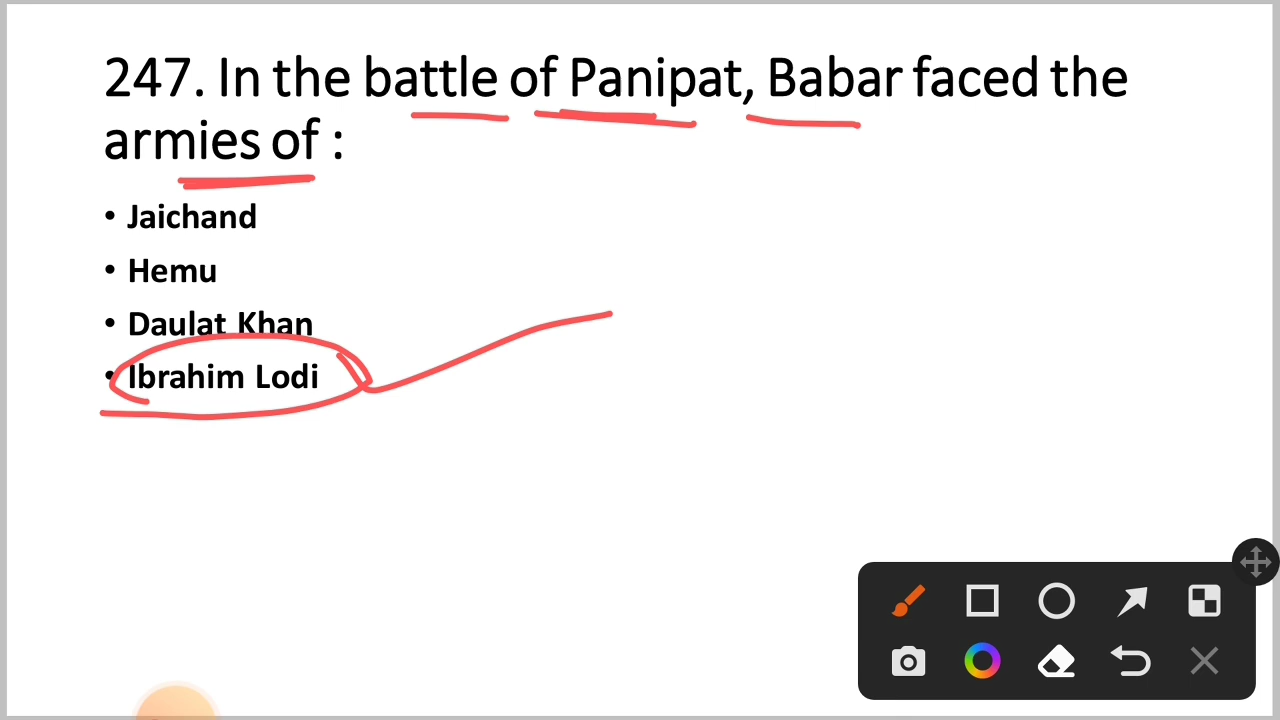 247. In the battle of Panipat, Babar faced the
armies of :
• Jaichand
• Hemu
• Daulat Khan
• Ibrahim Lodi